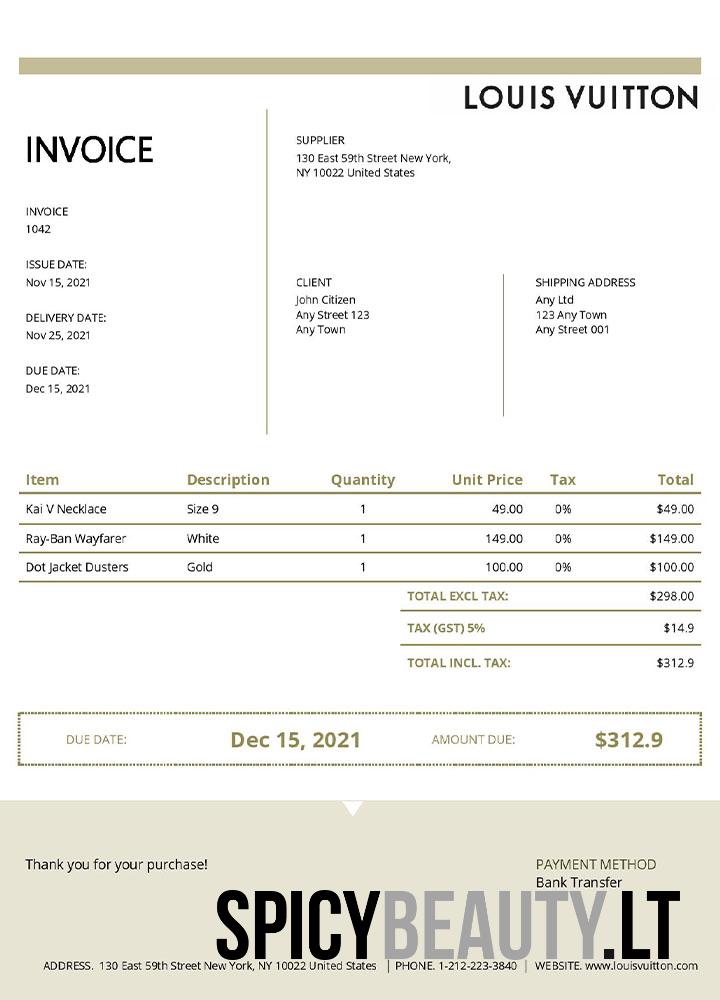 LOUIS VUITTON
INVOICE
INVOICE
1042
ISSUE DATE:
Nov 15, 2021
DELIVERY DATE:
Nov 25, 2021
DUE DATE:
Dec 15, 2021
SUPPLIER
130 East 59th Street New York,
NY 10022 United States
CLIENT
John Citizen
Any Street 123
Any Town
SHIPPING ADDRESS
Any Ltd
123 Any Town
Any Street 001
Item Description Quantity Unit Price Tax Total
Kai V Necklace Size 9 1 49.00 0% $49.00
Ray-Ban Wayfarer White 1 149.00 0% $149.00
Dot Jacket Dusters Gold 1 100.00 0% $100.00
TOTAL EXCL TAX: $298.00
TAX (GST) 5% $14.9
TOTAL INCL. TAX: $312.9
DUE DATE: Dec 15, 2021 AMOUNT DUE: $312.9
Thank you for your purchase!
PAYMENT METHOD
Bank Transfer
SPICYBEAUTY.LT
ADDRESS. 130 East 59th Street New York, NY 10022 United States | PHONE. 1-212-223-3840 | WEBSITE. www.louisvuitton.com